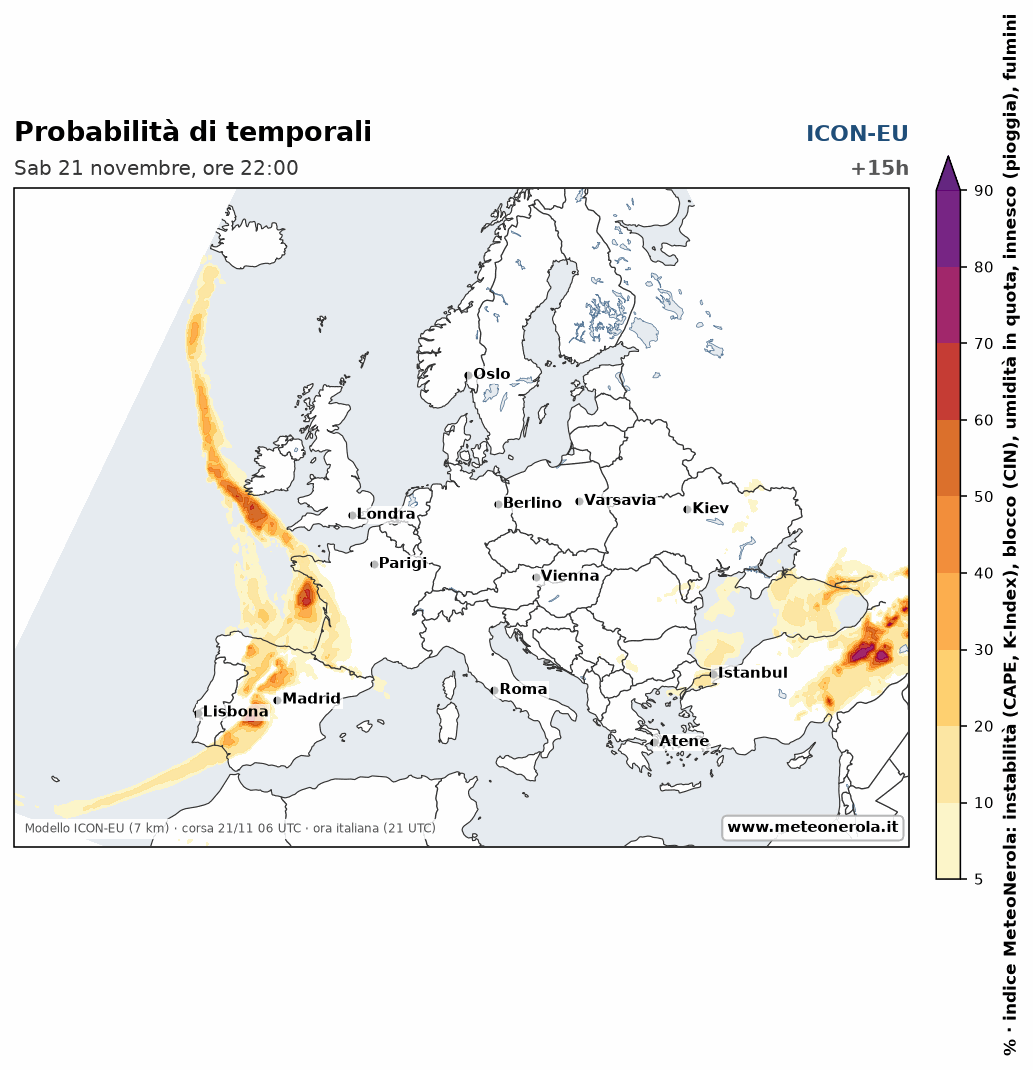 Probabilità di temporali
ICON-EU
Sab 21 novembre, ore 22:00
+15h
Oslo
Londra
Berlino
Varsavia
Kiev
Parigi
Vienna
Istanbul
Roma
Madrid
Lisbona
Atene
Modello ICON-EU (7 km) · corsa 21/11 06 UTC · ora italiana (21 UTC)
www.meteonerola.it
90
80
70
60
50
40
30
20
10
5
% · indice MeteoNerola: instabilità (CAPE, K-Index), blocco (CIN), umidità in quota, innesco (pioggia), fulmini